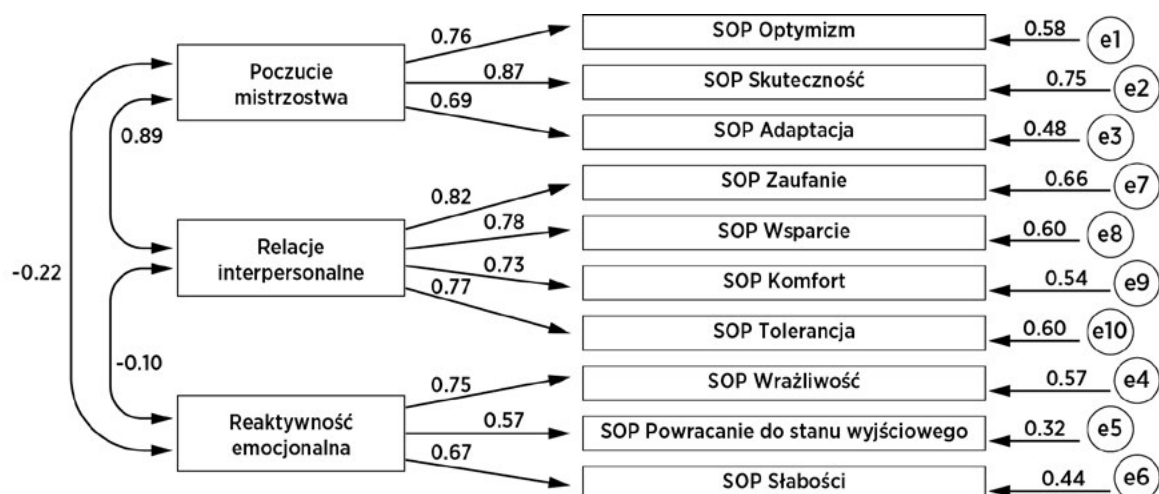 0.76
SOP Optymizm
0.58
e1
Poczucie
mistrzostwa
0.87
SOP Skuteczność
0.75
e2
0.69
SOP Adaptacja
0.48
e3
0.89
0.82
SOP Zaufanie
0.66
e7
Relacje
interpersonalne
0.78
SOP Wsparcie
0.60
e8
-0.22
0.73
SOP Komfort
0.54
e9
0.77
SOP Tolerancja
0.60
e10
-0.10
0.75
SOP Wrażliwość
0.57
e4
Reaktywność
emocjonalna
0.57
SOP Powracanie do stanu wyjściowego
0.32
e5
0.67
SOP Słabości
0.44
e6